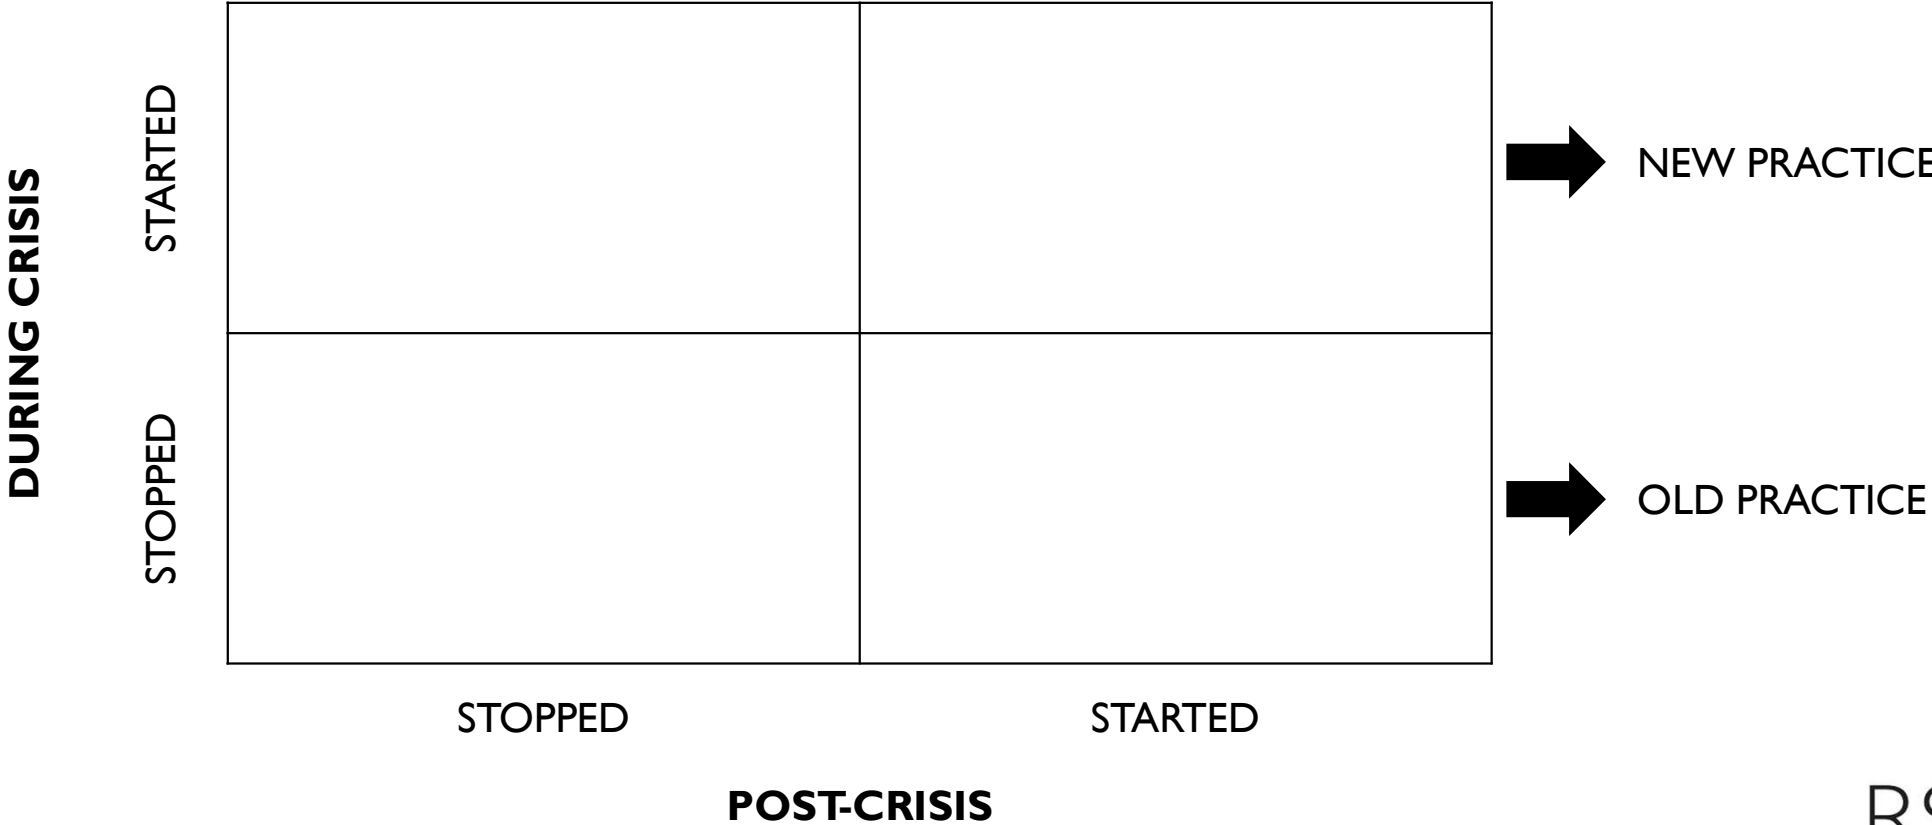 DURING CRISIS
STARTED
NEW PRACTICE
STOPPED
OLD PRACTICE
STOPPED
STARTED
POST-CRISIS